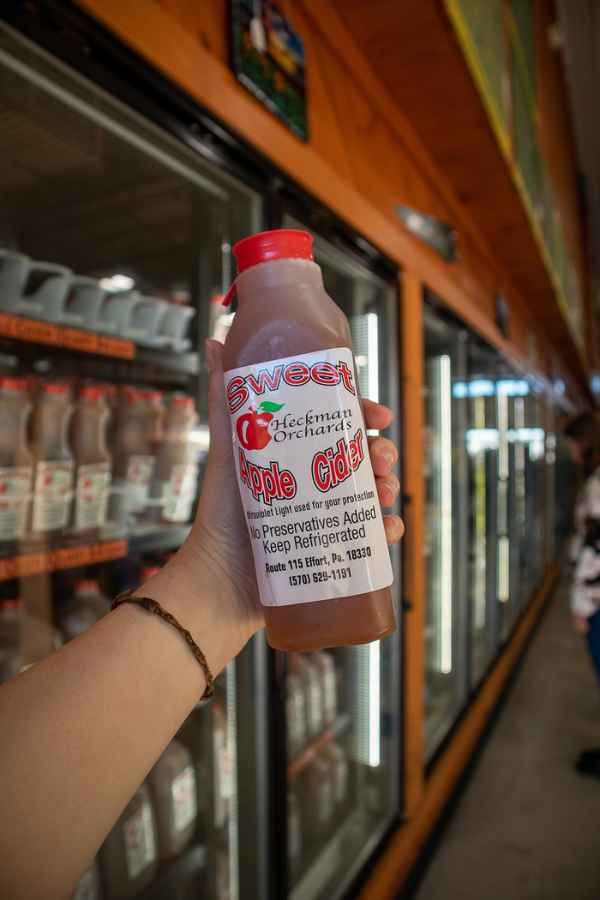 Sweet
Heckman
Orchards
Apple Cider
Ultraviolet Light used for your protection
No Preservatives Added
Keep Refrigerated
Route 115 Effort, Pa. 18330
(570) 629-1191